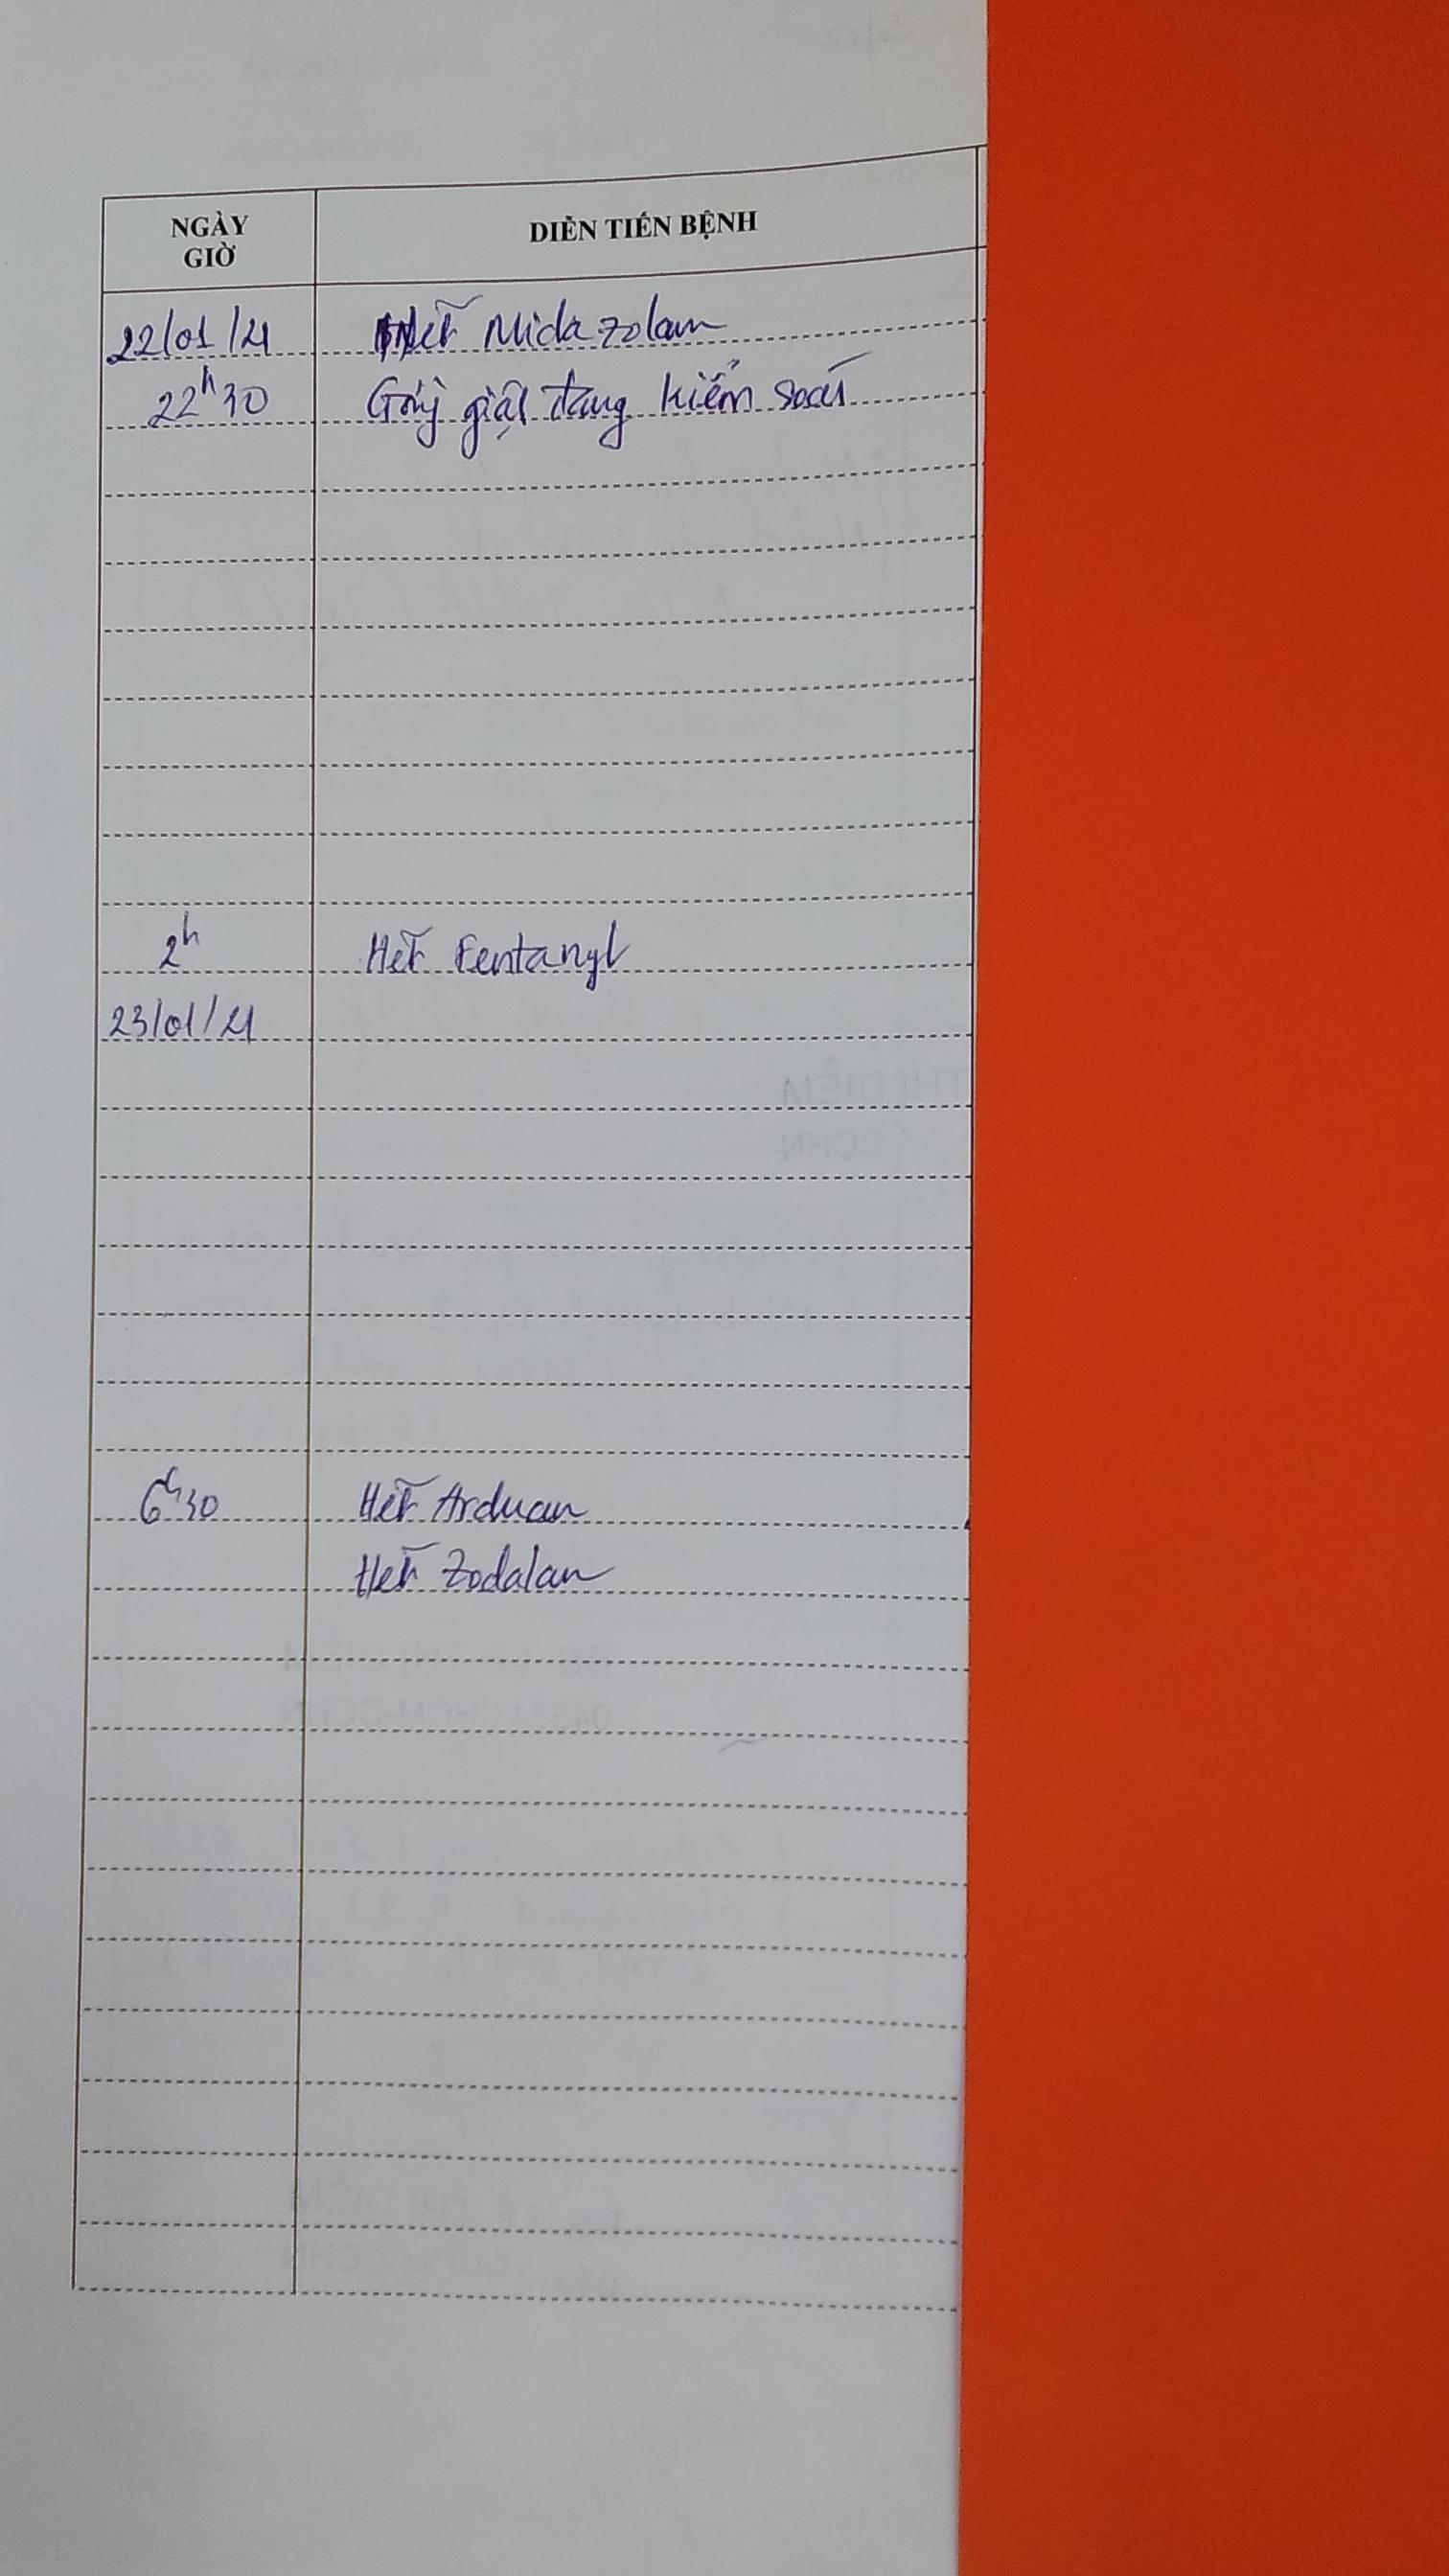 NGÀY GIỜ
DIỄN TIẾN BỆNH
22/01/21 Hết Midazolam
22h30 Gồng giật đang kiểm soát
2h Hết Fentanyl
23/01/21
6h30 Hết Arduan
Hết Zodalan